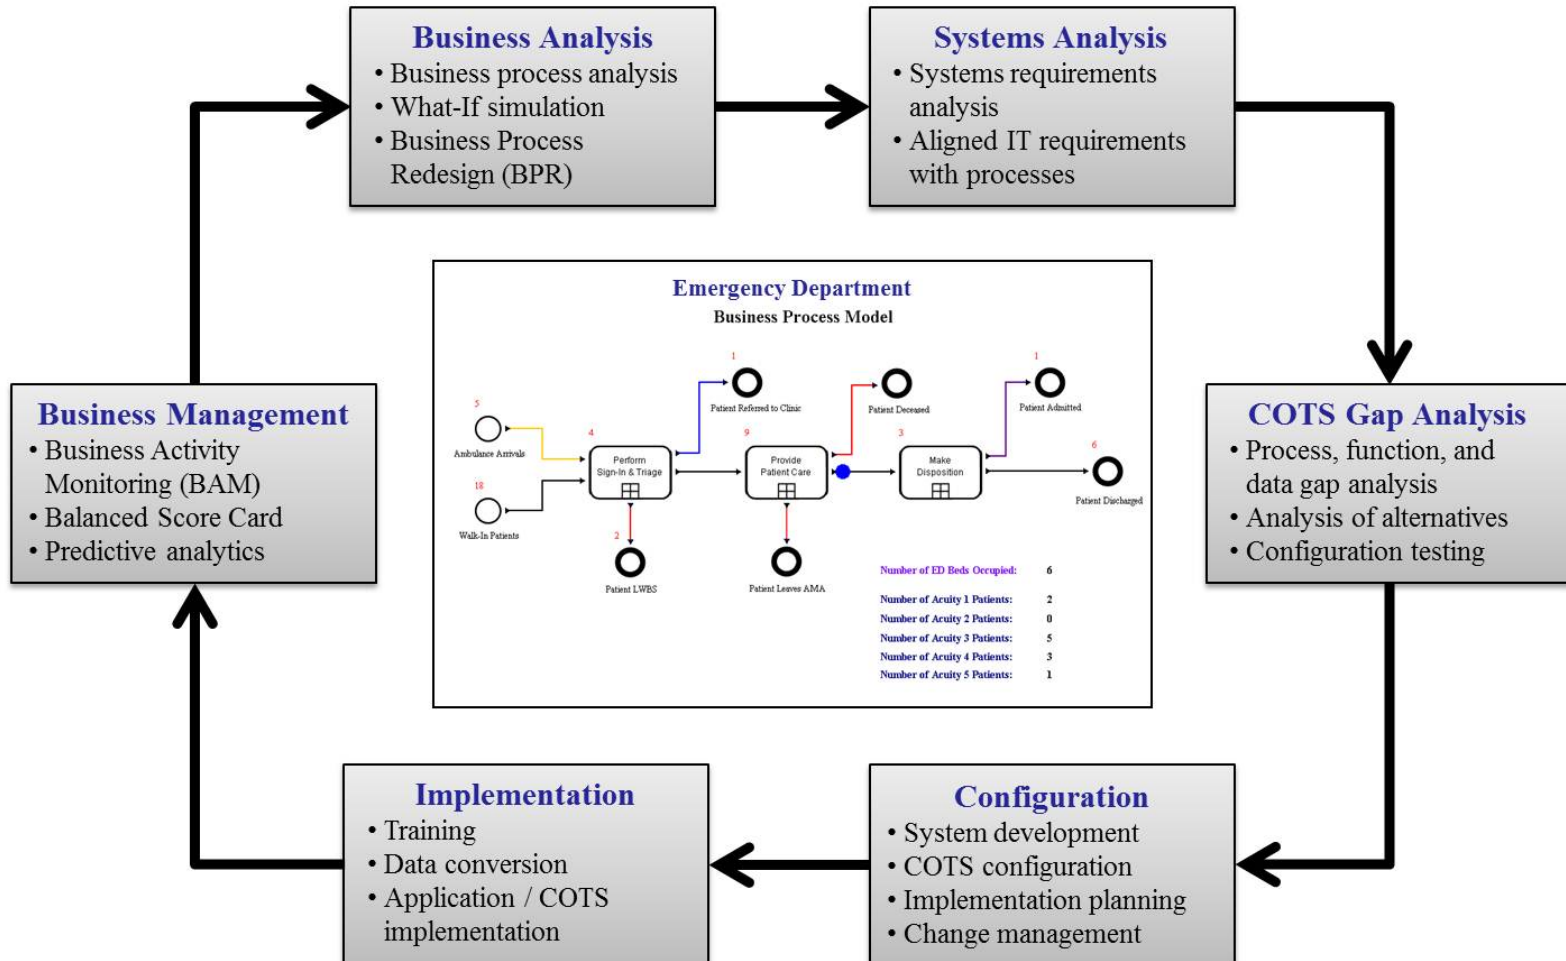 Business Analysis
• Business process analysis
• What-If simulation
• Business Process
Redesign (BPR)
Systems Analysis
• Systems requirements
analysis
• Aligned IT requirements
with processes
Business Management
• Business Activity
Monitoring (BAM)
• Balanced Score Card
• Predictive analytics
Emergency Department
Business Process Model
1
Patient Referred to Clinic
Patient Deceased
1
Patient Admitted
5
Ambulance Arrivals
18
Walk-In Patients
4
Perform
Sign-In & Triage
9
Provide
Patient Care
3
Make
Disposition
6
Patient Discharged
2
Patient LWBS
Patient Leaves AMA
Number of ED Beds Occupied: 6
Number of Acuity 1 Patients: 2
Number of Acuity 2 Patients: 0
Number of Acuity 3 Patients: 5
Number of Acuity 4 Patients: 3
Number of Acuity 5 Patients: 1
COTS Gap Analysis
• Process, function, and
data gap analysis
• Analysis of alternatives
• Configuration testing
Implementation
• Training
• Data conversion
• Application / COTS
implementation
Configuration
• System development
• COTS configuration
• Implementation planning
• Change management